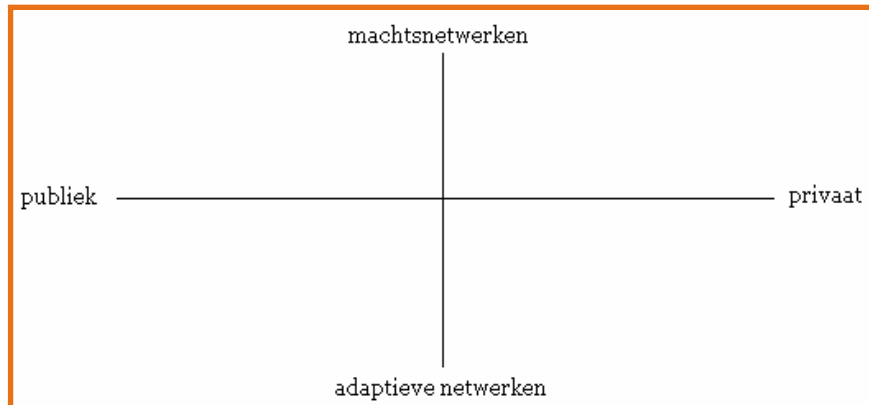 machtsnetwerken
publiek
privaat
adaptieve netwerken